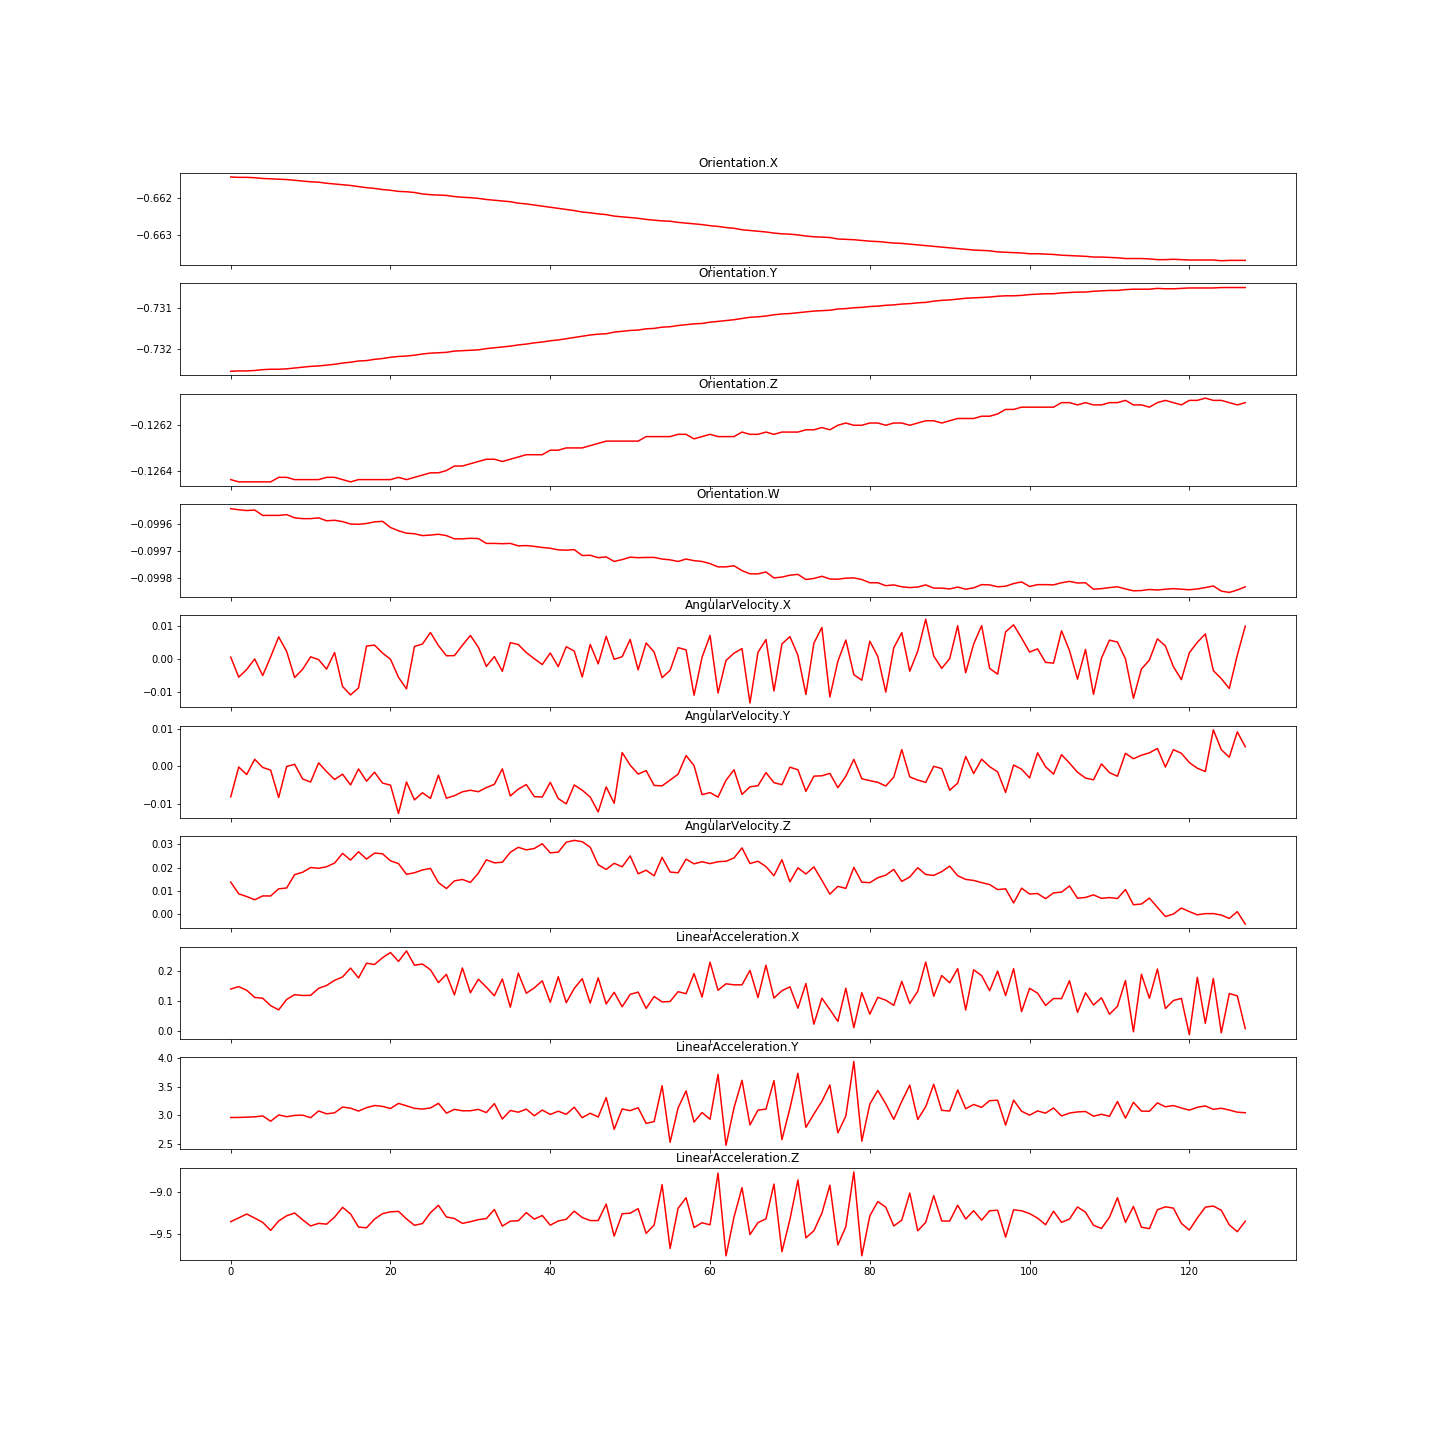 Orientation.X
−0.662
−0.663
Orientation.Y
−0.731
−0.732
Orientation.Z
−0.1262
−0.1264
Orientation.W
−0.0996
−0.0997
−0.0998
AngularVelocity.X
0.01
0.00
−0.01
AngularVelocity.Y
0.01
0.00
−0.01
AngularVelocity.Z
0.03
0.02
0.01
0.00
LinearAcceleration.X
0.2
0.1
0.0
LinearAcceleration.Y
4.0
3.5
3.0
2.5
LinearAcceleration.Z
−9.0
−9.5
0 20 40 60 80 100 120